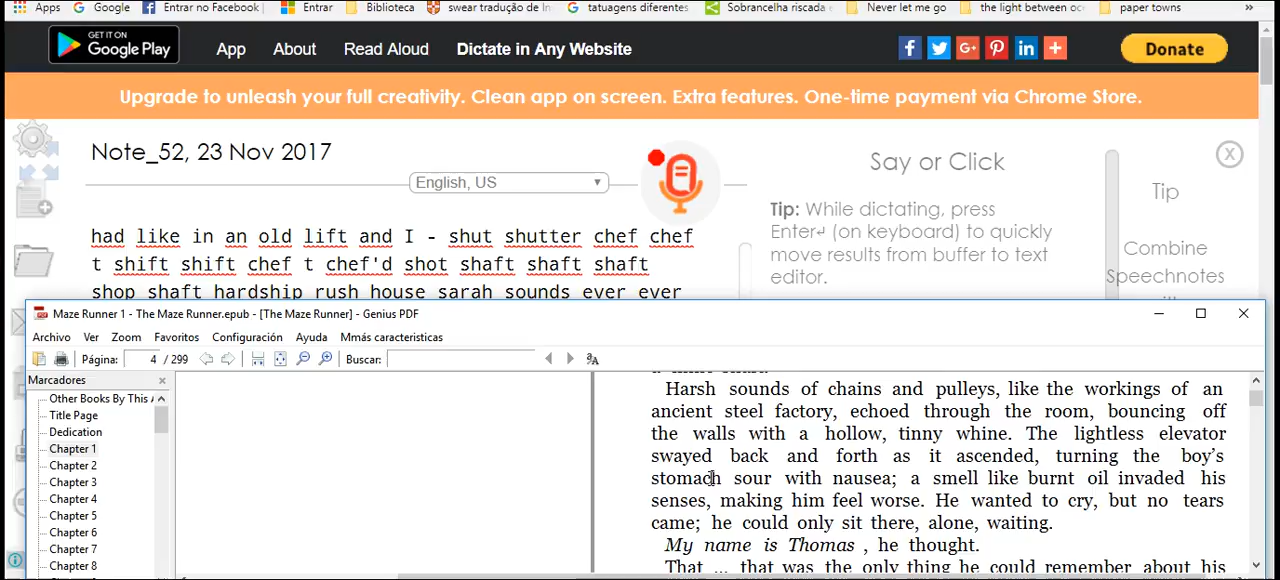 Apps Google Entrar no Facebook Entrar Biblioteca swear tradução de In tatuagens diferentes Sobrancelha riscada Never let me go the light between oc paper towns »
GET IT ON
Google Play App About Read Aloud Dictate in Any Website Donate
Upgrade to unleash your full creativity. Clean app on screen. Extra features. One-time payment via Chrome Store.
Note_52, 23 Nov 2017
English, US
had like in an old lift and I - shut shutter chef chef
t shift shift chef t chef'd shot shaft shaft shaft
shop shaft hardship rush house sarah sounds ever ever
Say or Click
Tip: While dictating, press
Enter↵ (on keyboard) to quickly
move results from buffer to text
editor.
Tip
Combine
Speechnotes
Maze Runner 1 - The Maze Runner.epub - [The Maze Runner] - Genius PDF
Archivo Ver Zoom Favoritos Configuración Ayuda Mmás caracteristicas
Página: 4 / 299 Buscar:
Marcadores
Other Books By This A
Title Page
Dedication
Chapter 1
Chapter 2
Chapter 3
Chapter 4
Chapter 5
Chapter 6
Chapter 7
Chapter 8
Harsh sounds of chains and pulleys, like the workings of an
ancient steel factory, echoed through the room, bouncing off
the walls with a hollow, tinny whine. The lightless elevator
swayed back and forth as it ascended, turning the boy's
stomach sour with nausea; a smell like burnt oil invaded his
senses, making him feel worse. He wanted to cry, but no tears
came; he could only sit there, alone, waiting.
My name is Thomas , he thought.
That ... that was the only thing he could remember about his